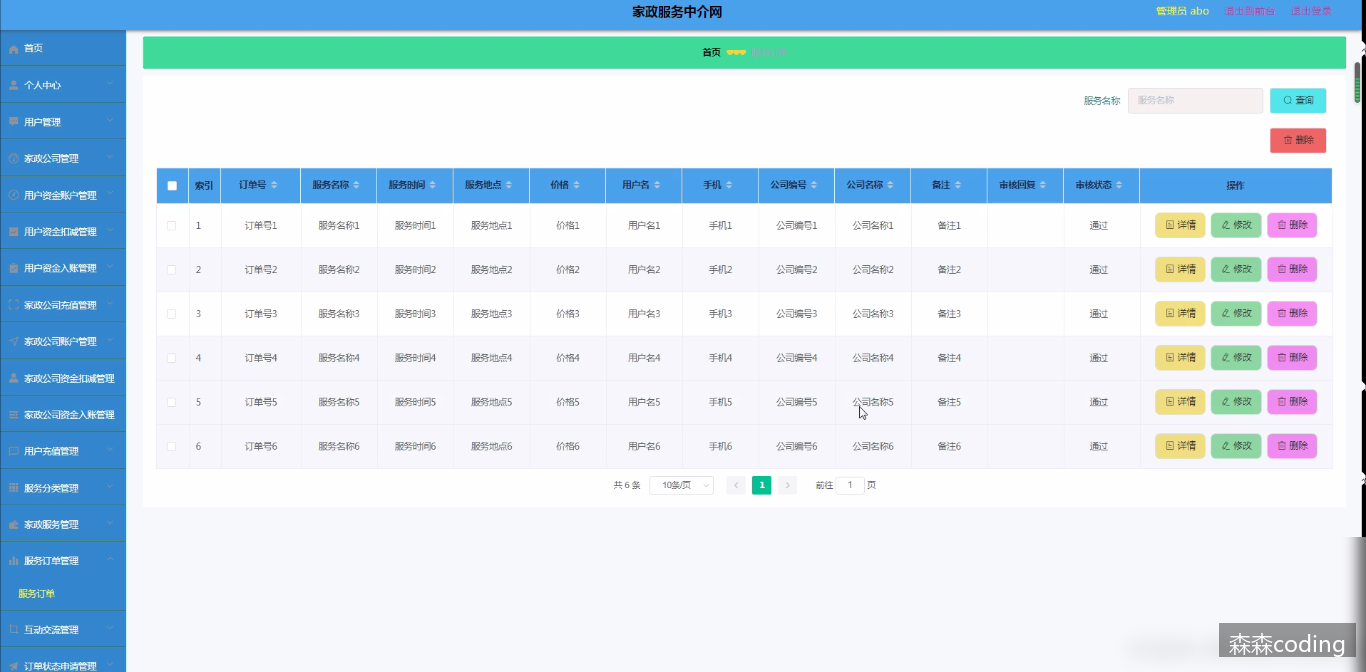 家政服务中介网
管理员 abo 退出到前台 退出登录
首页
个人中心
用户管理
家政公司管理
用户资金账户管理
用户资金扣减管理
用户资金入账管理
家政公司充值管理
家政公司账户管理
家政公司资金扣减管理
家政公司资金入账管理
用户充值管理
服务分类管理
家政服务管理
服务订单管理
服务订单
互动交流管理
订单状态申请管理
首页 服务订单
服务名称 服务名称 查询
删除
索引 订单号 服务名称 服务时间 服务地点 价格 用户名 手机 公司编号 公司名称 备注 审核回复 审核状态 操作
1 订单号1 服务名称1 服务时间1 服务地点1 价格1 用户名1 手机1 公司编号1 公司名称1 备注1 通过 详情 修改 删除
2 订单号2 服务名称2 服务时间2 服务地点2 价格2 用户名2 手机2 公司编号2 公司名称2 备注2 通过 详情 修改 删除
3 订单号3 服务名称3 服务时间3 服务地点3 价格3 用户名3 手机3 公司编号3 公司名称3 备注3 通过 详情 修改 删除
4 订单号4 服务名称4 服务时间4 服务地点4 价格4 用户名4 手机4 公司编号4 公司名称4 备注4 通过 详情 修改 删除
5 订单号5 服务名称5 服务时间5 服务地点5 价格5 用户名5 手机5 公司编号5 公司名称5 备注5 通过 详情 修改 删除
6 订单号6 服务名称6 服务时间6 服务地点6 价格6 用户名6 手机6 公司编号6 公司名称6 备注6 通过 详情 修改 删除
共 6 条 10条/页 1 前往 1 页
森森coding